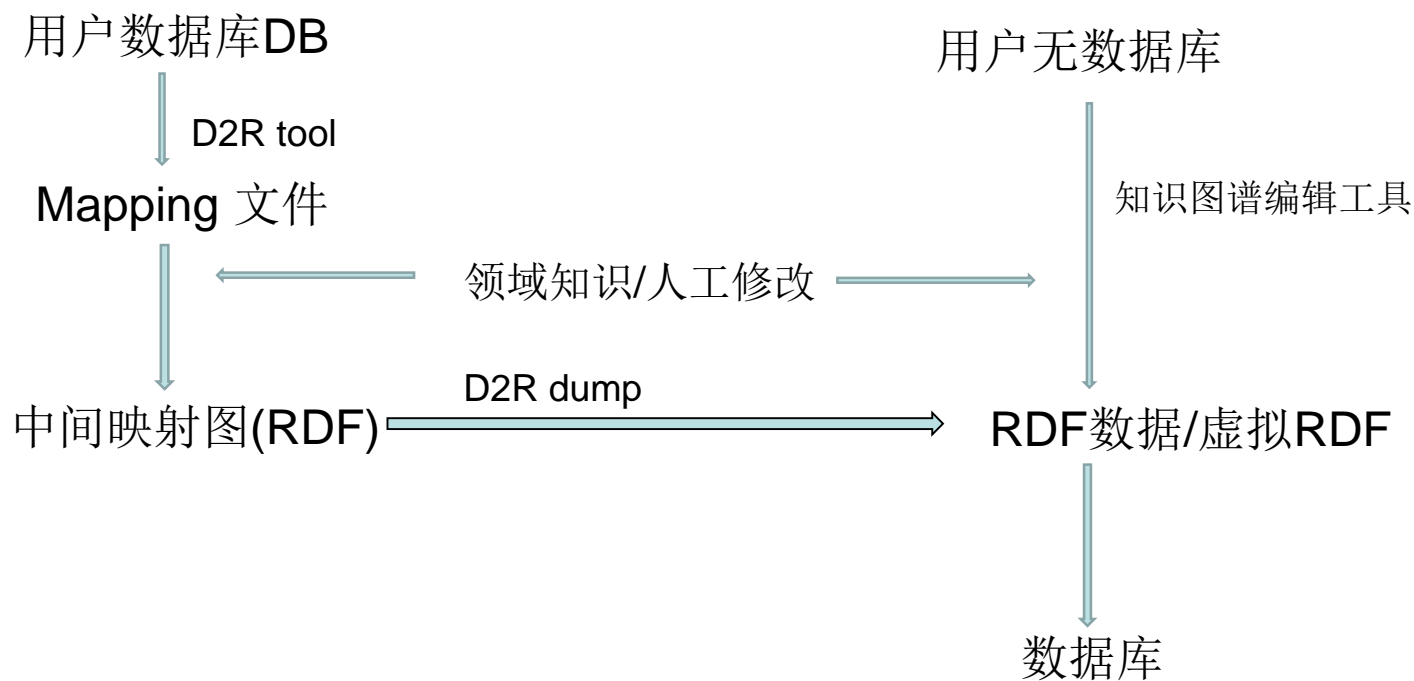 用户数据库DB
用户无数据库
D2R tool
Mapping 文件
知识图谱编辑工具
领域知识/人工修改
D2R dump
中间映射图(RDF)
RDF数据/虚拟RDF
数据库